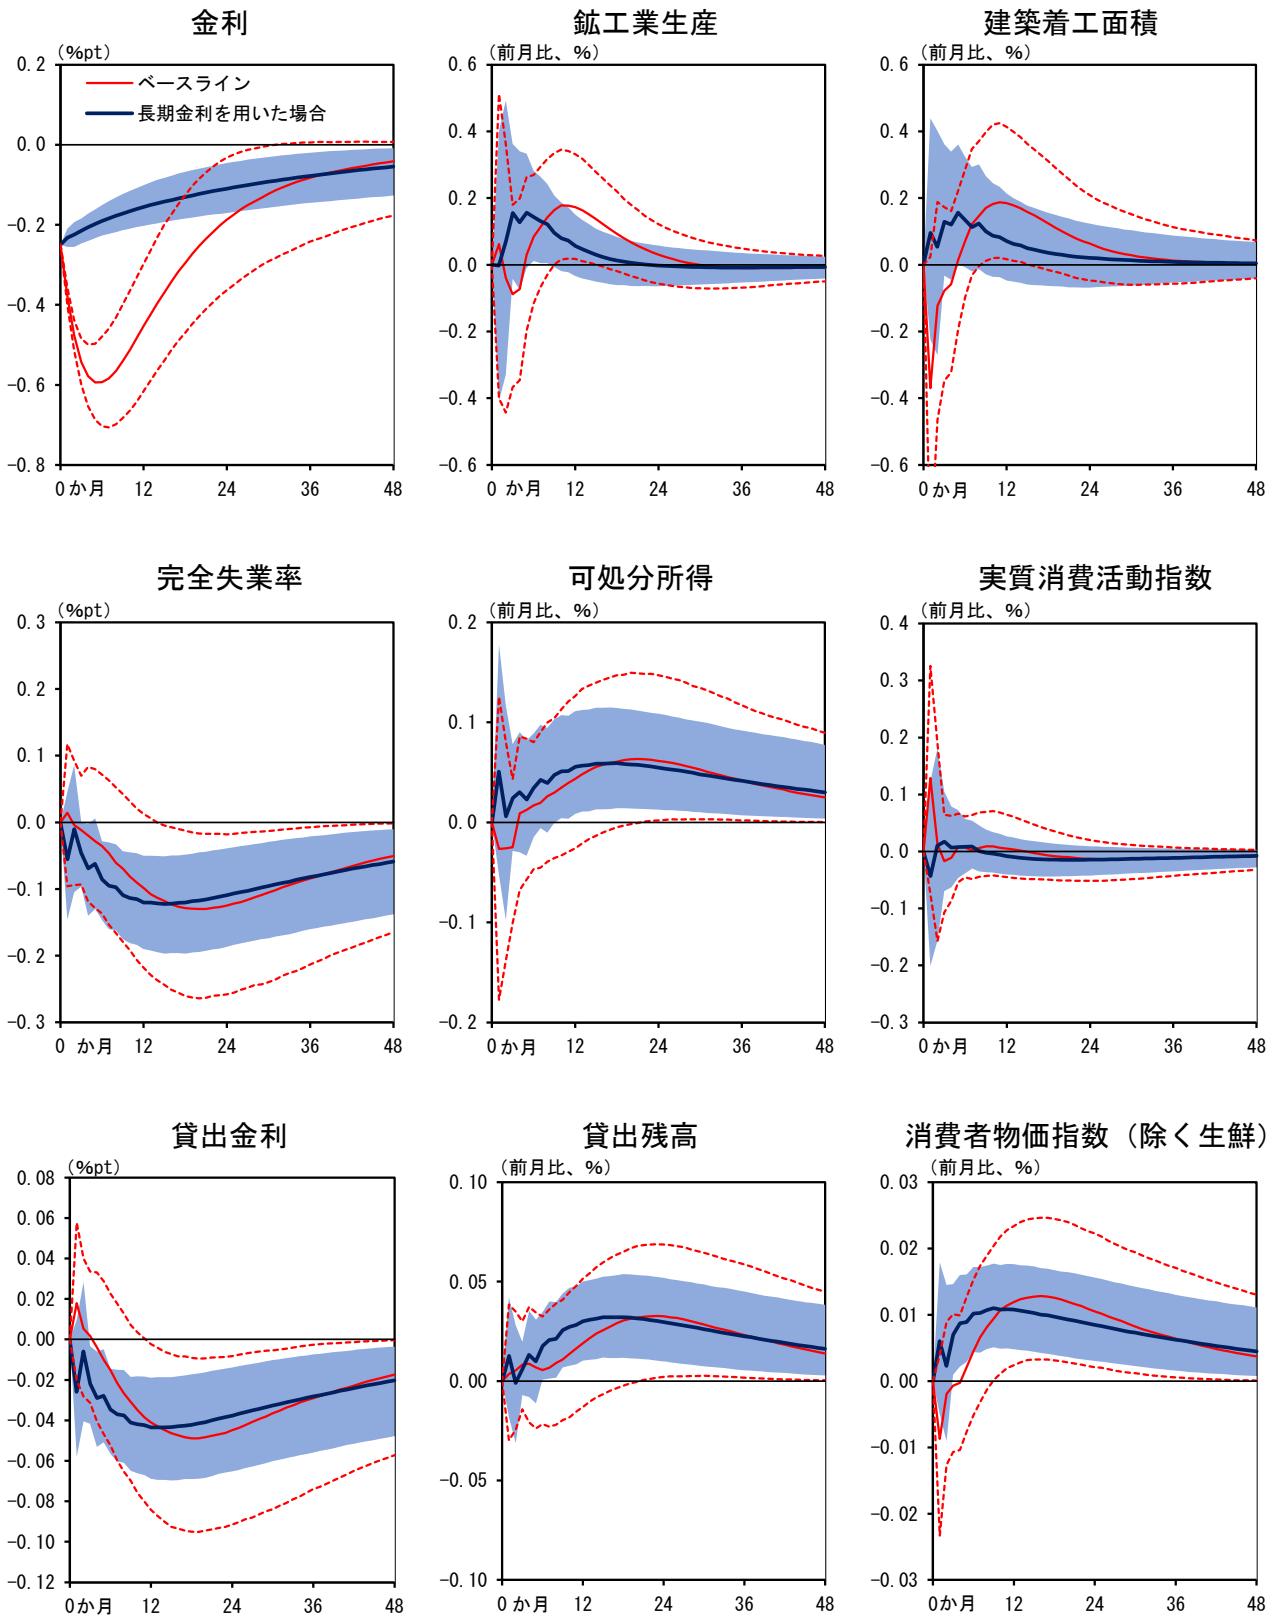 金利
(%pt)
0.2
0.0
-0.2
-0.4
-0.6
-0.8
ベースライン
長期金利を用いた場合
0 か月 12 24 36 48
鉱工業生産
(前月比、%)
0.6
0.4
0.2
0.0
-0.2
-0.4
-0.6
0 か月 12 24 36 48
建築着工面積
(前月比、%)
0.6
0.4
0.2
0.0
-0.2
-0.4
-0.6
0 か月 12 24 36 48
完全失業率
(%pt)
0.3
0.2
0.1
0.0
-0.1
-0.2
-0.3
0 か月 12 24 36 48
可処分所得
(前月比、%)
0.2
0.1
0.0
-0.1
-0.2
0 か月 12 24 36 48
実質消費活動指数
(前月比、%)
0.4
0.3
0.2
0.1
0.0
-0.1
-0.2
-0.3
0 か月 12 24 36 48
貸出金利
(%pt)
0.08
0.06
0.04
0.02
0.00
-0.02
-0.04
-0.06
-0.08
-0.10
-0.12
0か月 12 24 36 48
貸出残高
(前月比、%)
0.10
0.05
0.00
-0.05
-0.10
0 か月 12 24 36 48
消費者物価指数（除く生鮮）
(前月比、%)
0.03
0.02
0.01
0.00
-0.01
-0.02
-0.03
0 か月 12 24 36 48